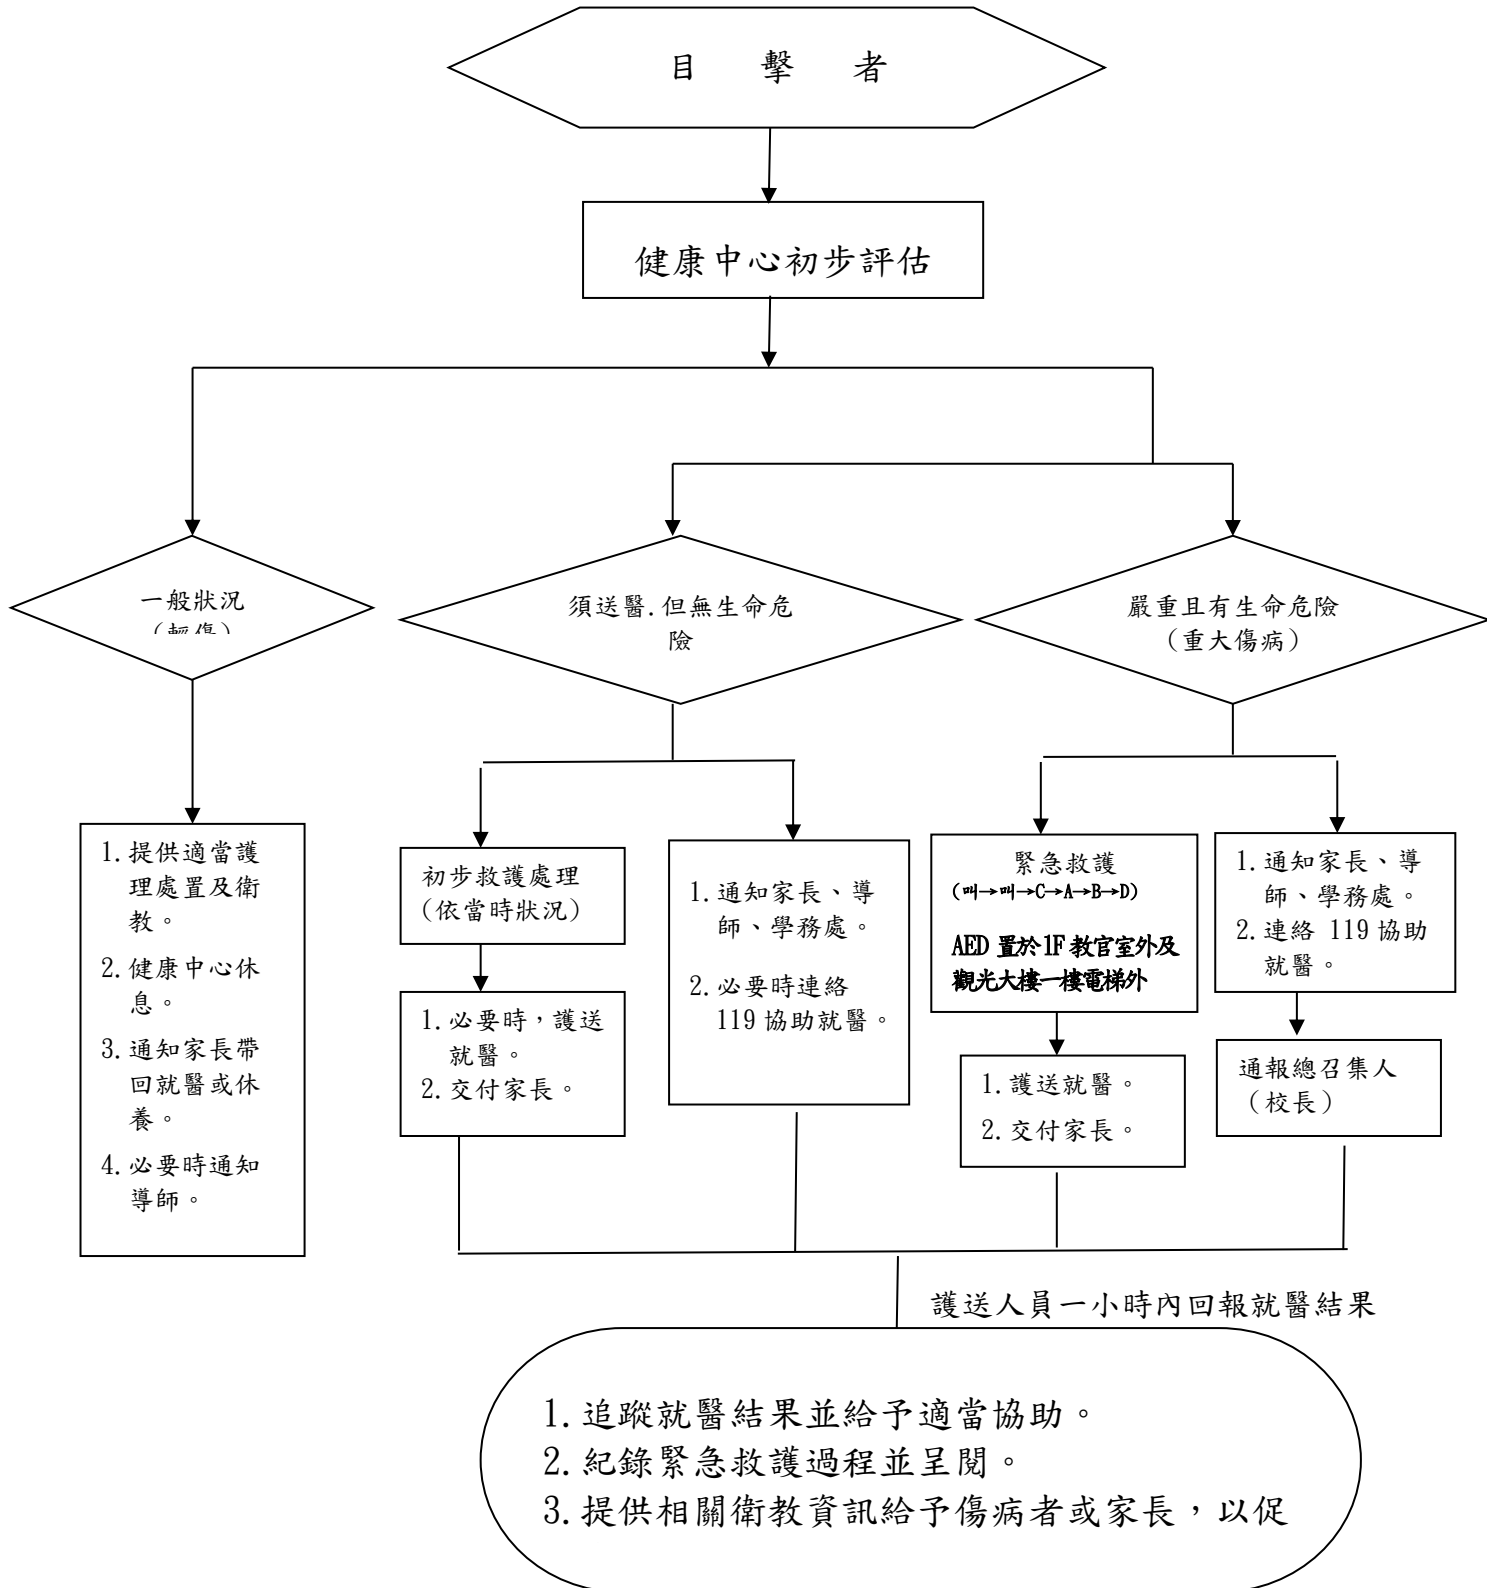 目 擊 者
健康中心初步評估
一般狀況
(輕傷)
須送醫.但無生命危
險
嚴重且有生命危險
(重大傷病)
1.提供適當護
理處置及衛
教。
2.健康中心休
息。
3.通知家長帶
回就醫或休
養。
4.必要時通知
導師。
初步救護處理
(依當時狀況)
1.必要時，護送
就醫。
2.交付家長。
1.通知家長、導
師、學務處。
2.必要時連絡
119 協助就醫。
緊急救護
(叫→叫→C→A→B→D)
AED 置於 1F 教官室外及
觀光大樓一樓電梯外
1.護送就醫。
2.交付家長。
1.通知家長、導
師、學務處。
2.連絡 119 協助
就醫。
通報總召集人
(校長)
護送人員一小時內回報就醫結果
1.追蹤就醫結果並給予適當協助。
2.紀錄緊急救護過程並呈閱。
3.提供相關衛教資訊給予傷病者或家長，以促